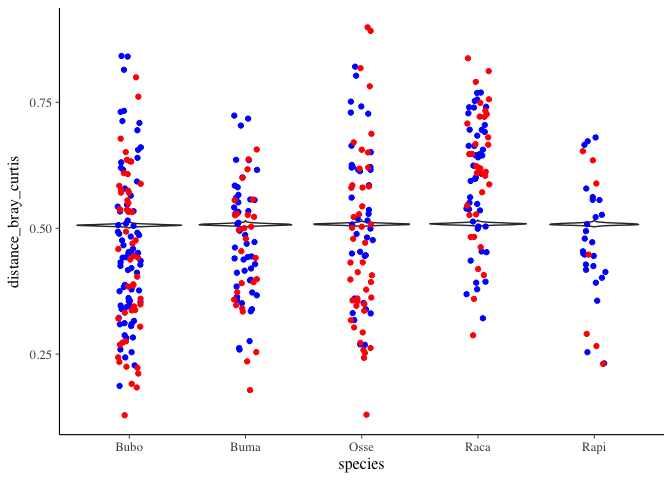 distance_bray_curtis
0.75
0.50
0.25
Bubo Buma Osse Raca Rapi
species